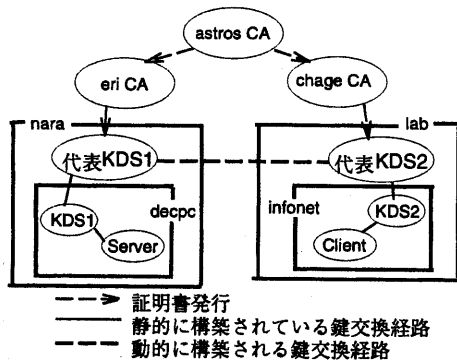 astros CA
eri CA
chage CA
nara
lab
代表KDS1
代表KDS2
KDS1
decpc
Server
infonet
KDS2
Client
証明書発行
静的に構築されている鍵交換経路
動的に構築される鍵交換経路